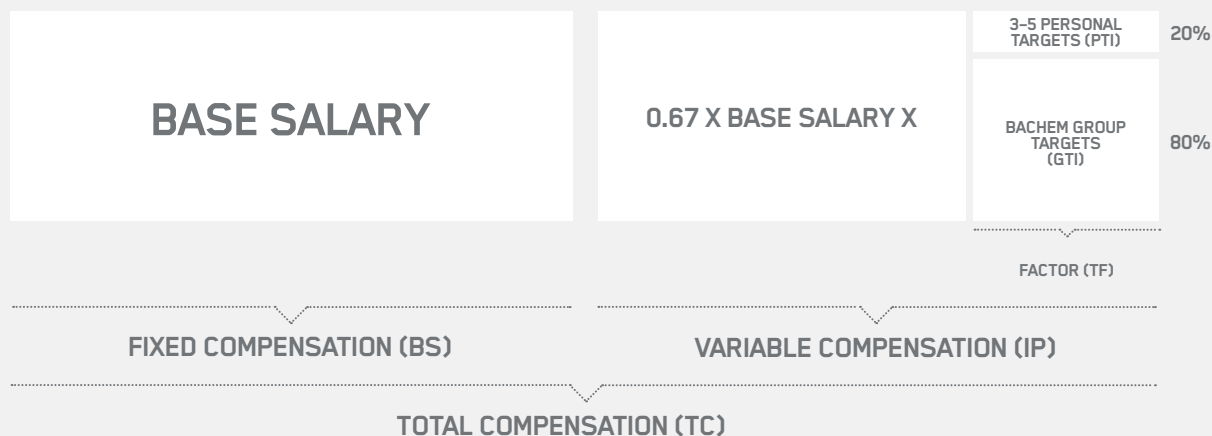 BASE SALARY
0.67 X BASE SALARY X
3–5 PERSONAL
TARGETS (PTI)
20%
BACHEM GROUP
TARGETS
(GTI)
80%
FACTOR (TF)
FIXED COMPENSATION (BS)
VARIABLE COMPENSATION (IP)
TOTAL COMPENSATION (TC)